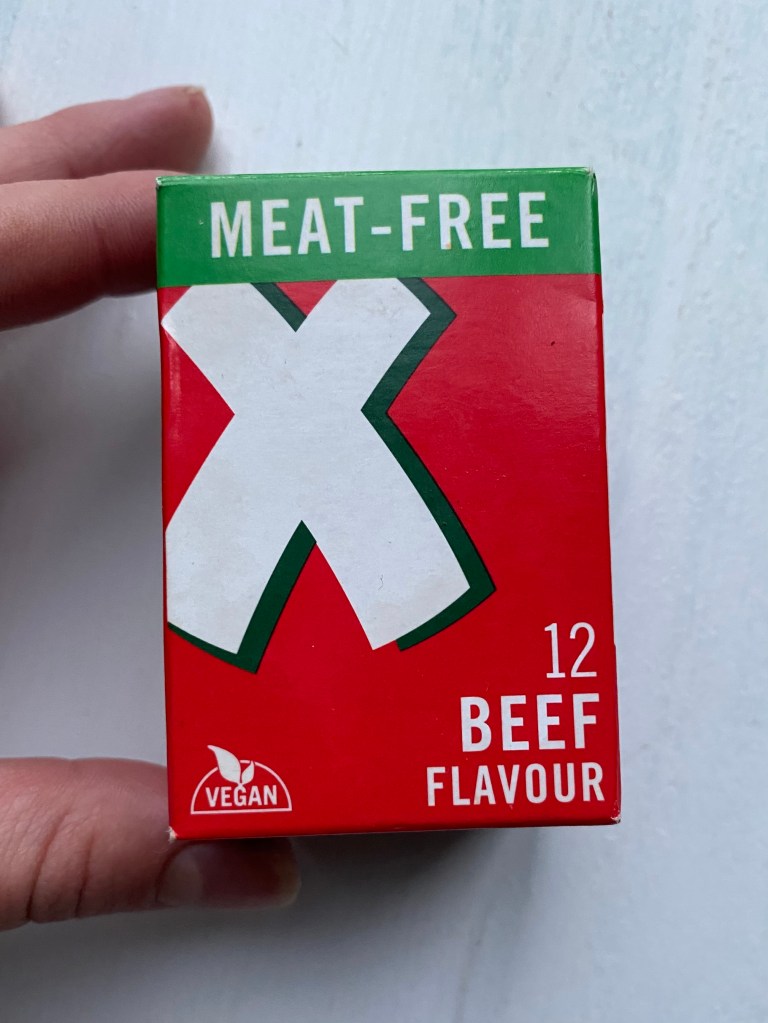 MEAT-FREE
X
12
BEEF
FLAVOUR
VEGAN